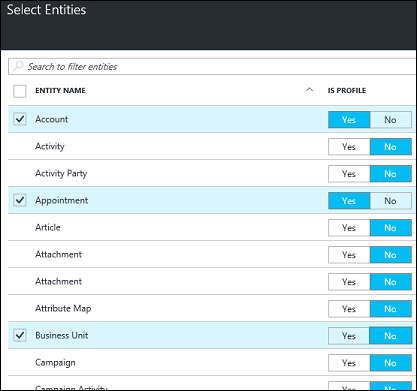 Select Entities
Search to filter entities
ENTITY NAME IS PROFILE
Account Yes No
Activity Yes No
Activity Party Yes No
Appointment Yes No
Article Yes No
Attachment Yes No
Attachment Yes No
Attribute Map Yes No
Business Unit Yes No
Campaign Yes No
Campaign Activity Yes No